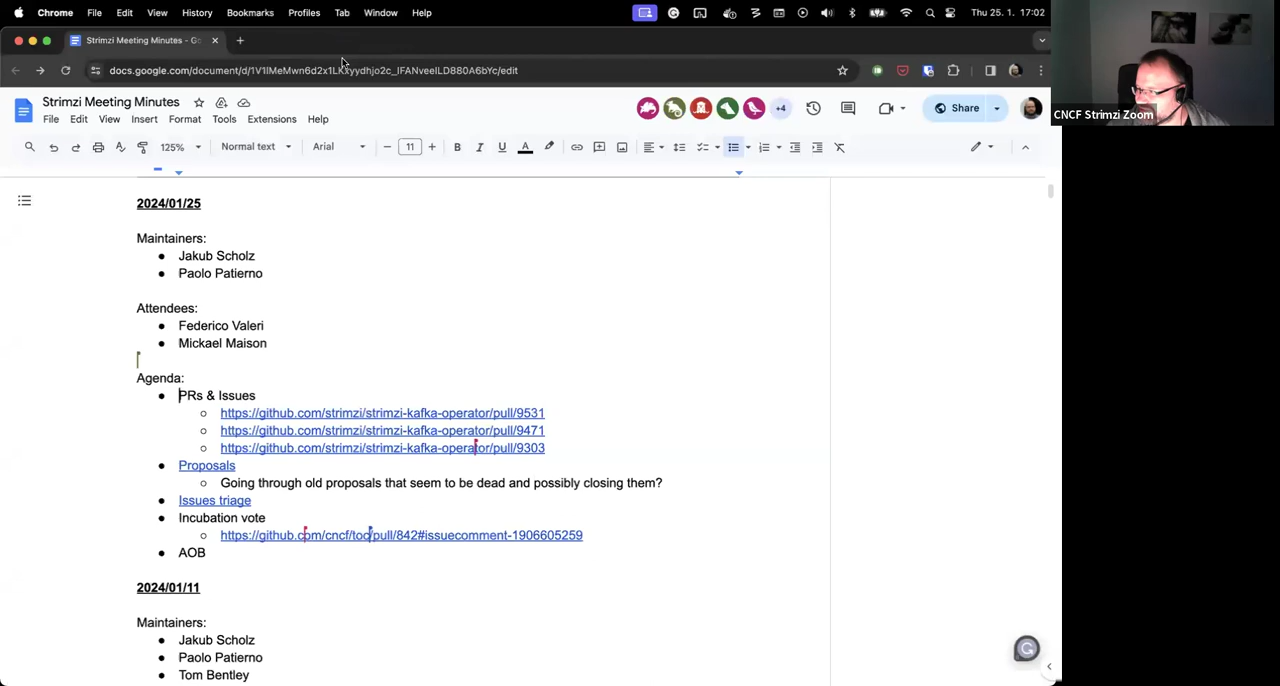 Chrome File Edit View History Bookmarks Profiles Tab Window Help Thu 25. 1. 17:02
Strimzi Meeting Minutes - Go
docs.google.com/document/d/
/edit
Strimzi Meeting Minutes
+4
Share
File Edit View Insert Format Tools Extensions Help
CNCF Strimzi Zoom
125% Normal text Arial 11 B I U A
2024/01/25
Maintainers:
Jakub Scholz
Paolo Patierno
Attendees:
Federico Valeri
Mickael Maison
Agenda:
PRs & Issues
https://github.com/strimzi/strimzi-kafka-operator/pull/9531
https://github.com/strimzi/strimzi-kafka-operator/pull/9471
https://github.com/strimzi/strimzi-kafka-operator/pull/9303
Proposals
Going through old proposals that seem to be dead and possibly closing them?
Issues triage
Incubation vote
https://github.com/cncf/toc/pull/842#issuecomment-1906605259
AOB
2024/01/11
Maintainers:
Jakub Scholz
Paolo Patierno
Tom Bentley